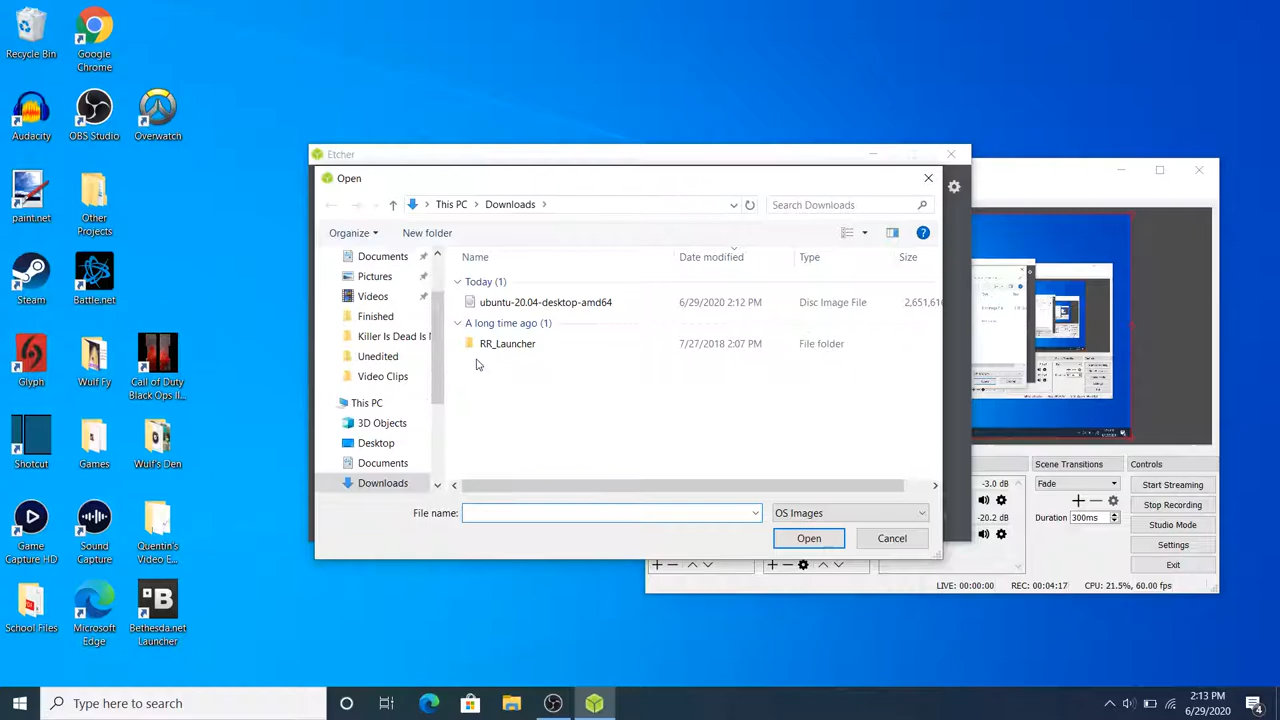 Recycle Bin
Google
Chrome
Audacity
OBS Studio
Overwatch
paint.net
Other
Projects
Steam
Battle.net
Glyph
Wulf Fy
Call of Duty
Black Ops II...
Shotcut
Games
Wulf's Den
Game
Capture HD
Sound
Capture
Quentin's
Video E...
School Files
Microsoft
Edge
Bethesda.net
Launcher
Etcher
Open
This PC
Downloads
Search Downloads
Organize
New folder
Name
Date modified
Type
Size
Documents
Pictures
Videos
Finished
Killer Is Dead Is
Unedited
Video Clips
This PC
3D Objects
Desktop
Documents
Downloads
Today (1)
ubuntu-20.04-desktop-amd64
6/29/2020 2:12 PM
Disc Image File
2,651,61
A long time ago (1)
RR_Launcher
7/27/2018 2:07 PM
File folder
File name:
OS Images
Open
Cancel
-3.0 dB
-20.2 dB
Scene Transitions
Fade
Duration
300ms
Controls
Start Streaming
Stop Recording
Studio Mode
Settings
Exit
LIVE: 00:00:00
REC: 00:04:17
CPU: 21.5%, 60.00 fps
Type here to search
2:13 PM
6/29/2020
4